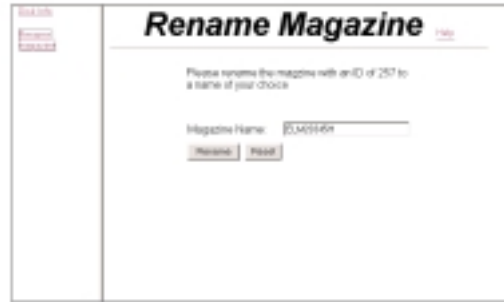 Rename Magazine
Help
Please rename the magzine with an ID of 257 to
a name of your choice
Magazine Name:
Rename Reset